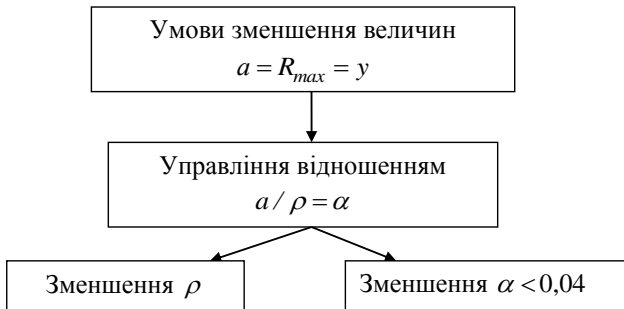 Умови зменшення величин
a = R_max = y
Управління відношенням
a / ρ = α
Зменшення ρ
Зменшення α < 0,04